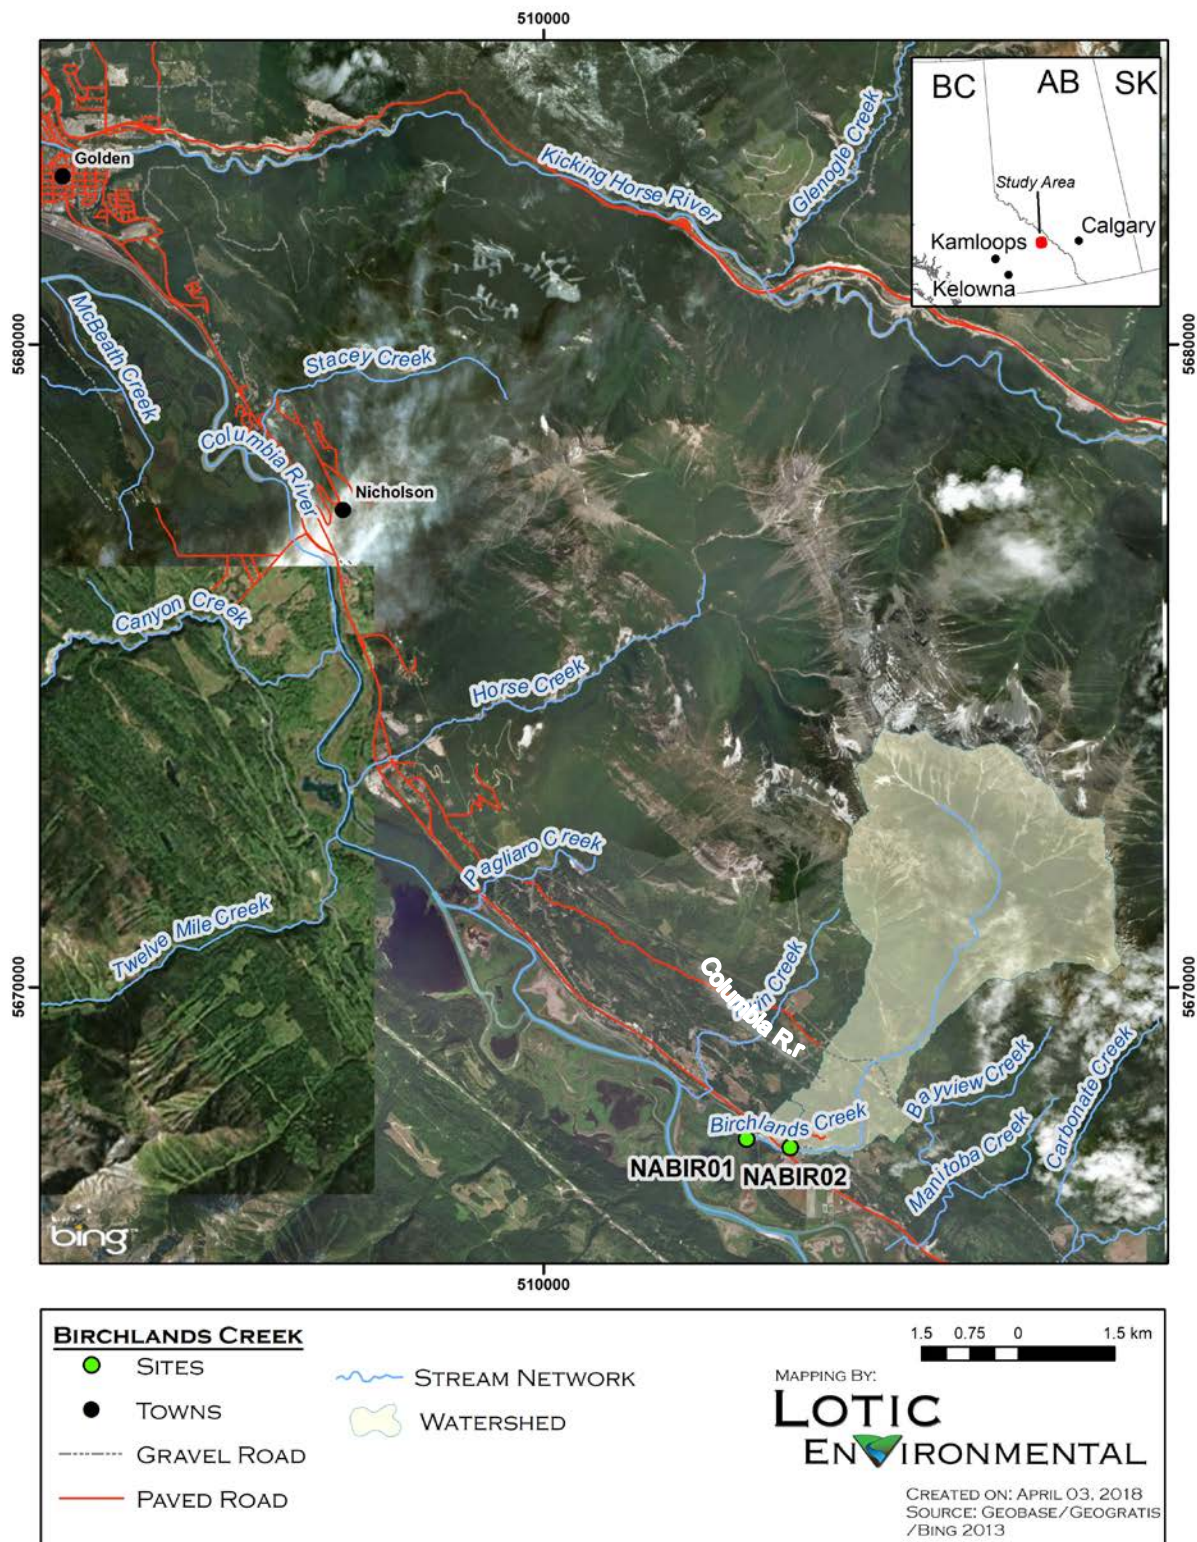 510000
BC
AB
SK
Study Area
Calgary
Kamloops
Kelowna
Golden
Kicking Horse River
Glenogle Creek
5680000
5680000
McBeath Creek
Stacey Creek
Columbia River
Nicholson
Canyon Creek
Horse Creek
Pagliaro Creek
Twelve Mile Creek
5670000
5670000
Columbia R.r
Creek
Bayview Creek
Birchlands Creek
Manitoba Creek
Carbonate Creek
NABIR01
NABIR02
bing
510000
BIRCHLANDS CREEK
SITES
TOWNS
GRAVEL ROAD
PAVED ROAD
STREAM NETWORK
WATERSHED
1.5 0.75 0 1.5 km
MAPPING BY:
LOTIC
ENVIRONMENTAL
CREATED ON: APRIL 03, 2018
SOURCE: GEOBASE/GEOGRATIS
/BING 2013